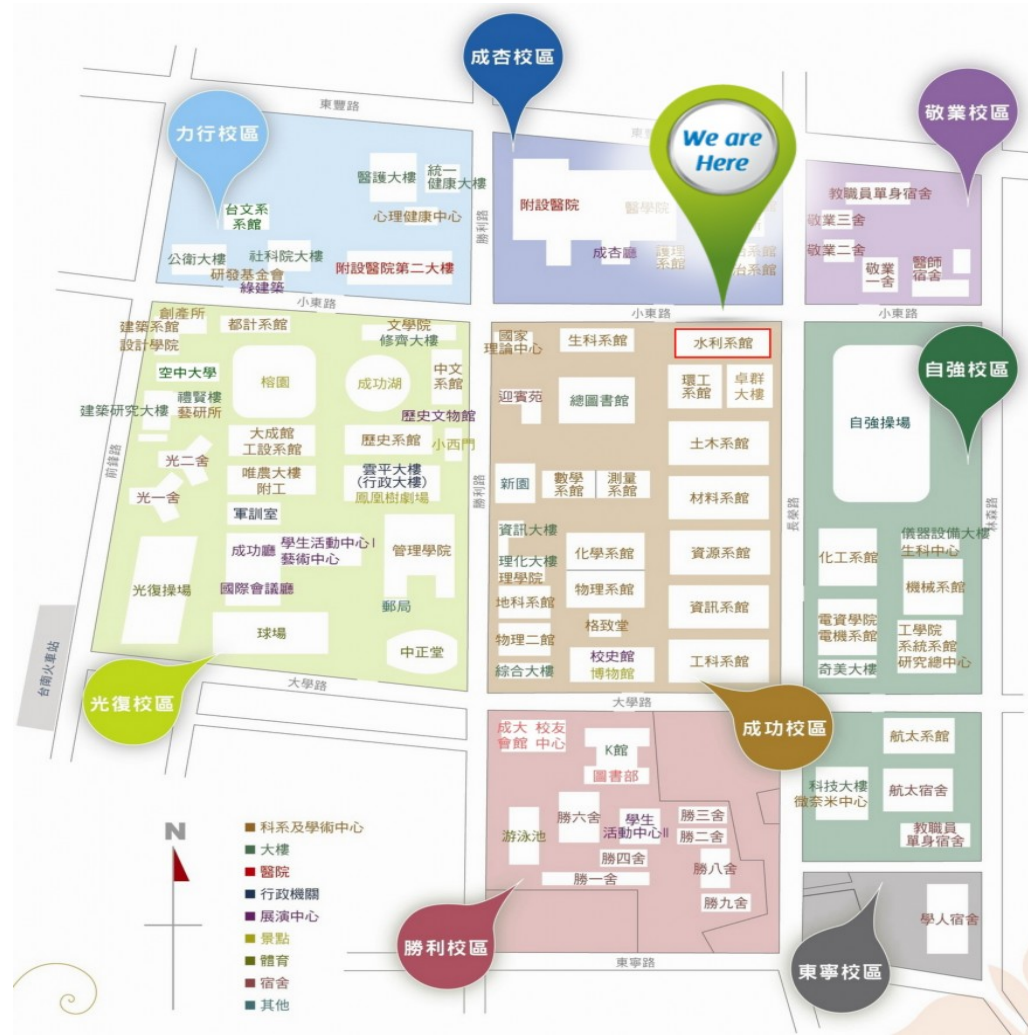 成杏校區
力行校區
敬業校區
We are
Here
東豐路
東豐
醫護大樓
統一
健康大樓
心理健康中心
台文系
系館
公衛大樓
社科院大樓
研發基金會
綠建築
附設醫院第二大樓
勝利路
附設醫院
醫學院
成杏廳
護理
系館
教職員單身宿舍
敬業三舍
敬業二舍
敬業
一舍
醫師
宿舍
小東路
小東路
小東路
創產所
建築系館
設計學院
都計系館
文學院
修齊大樓
空中大學
榕園
成功湖
中文
系館
禮賢樓
建築研究大樓
藝研所
歷史文物館
大成館
工設系館
歷史系館
小西門
光二舍
唯農大樓
附工
雲平大樓
(行政大樓)
鳳凰樹劇場
光一舍
軍訓室
成功廳
學生活動中心I
藝術中心
管理學院
光復操場
國際會議廳
郵局
球場
中正堂
前鋒路
勝利路
台南火車站
光復校區
大學路
國家
理論中心
生科系館
水利系館
迎賓苑
總圖書館
環工
系館
卓群
大樓
土木系館
新園
數學
系館
測量
系館
材料系館
資訊大樓
理化大樓
理學院
化學系館
資源系館
地科系館
物理系館
資訊系館
物理二館
格致堂
綜合大樓
校史館
博物館
工科系館
長榮路
大學路
成功校區
自強校區
自強操場
林森路
儀器設備大樓
生科中心
化工系館
機械系館
電資學院
電機系館
工學院
系統系館
研究總中心
奇美大樓
成大
會館
校友
中心
K館
圖書部
游泳池
勝六舍
學生
活動中心II
勝三舍
勝二舍
勝四舍
勝八舍
勝一舍
勝九舍
勝利校區
東寧路
航太系館
科技大樓
微奈米中心
航太宿舍
教職員
單身宿舍
學人宿舍
東寧校區
N
科系及學術中心
大樓
醫院
行政機關
展演中心
景點
體育
宿舍
其他